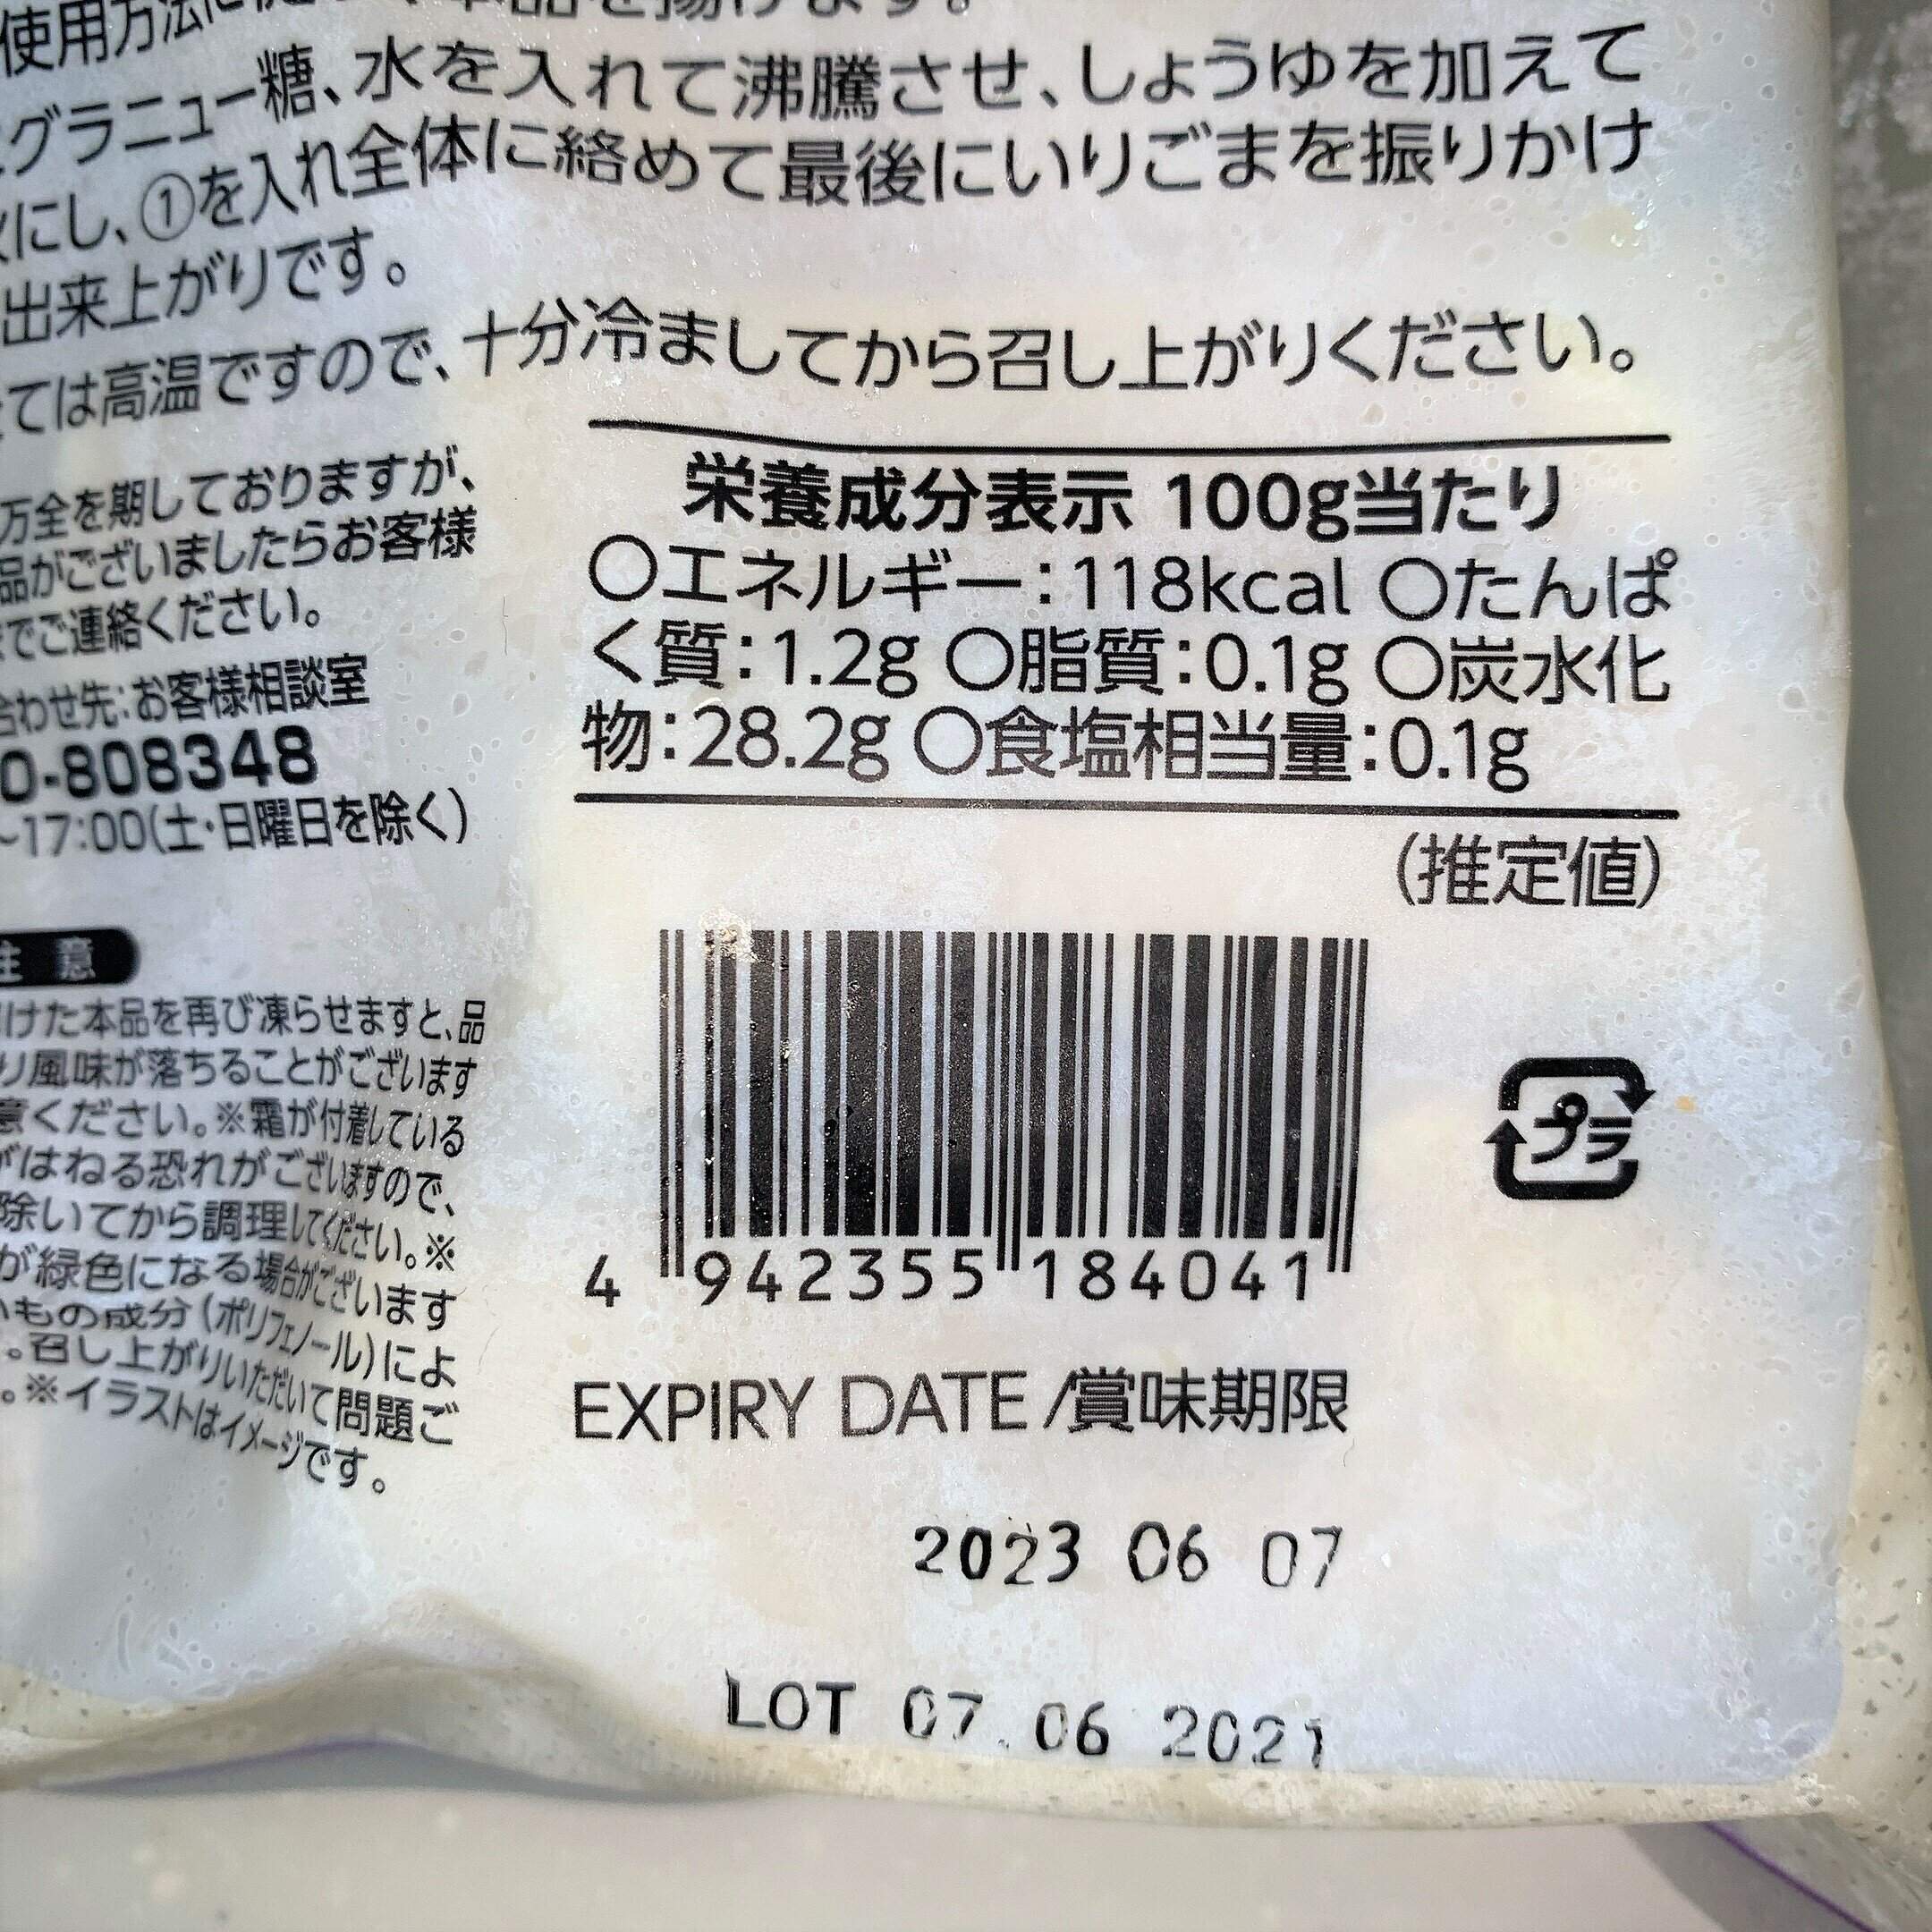 使用方法に
グラニュー糖、水を入れて沸騰させ、しょうゆを加えて
にし、①を入れ全体に絡めて最後にいりごまを振りかけ
出来上がりです。
ては高温ですので、十分冷ましてから召し上がりください。
万全を期しておりますが、
品がございましたらお客様
でご連絡ください。
合わせ先:お客様相談室
0-808348
~17:00(土・日曜日を除く)
注 意
けた本品を再び凍らせますと、品
り風味が落ちることがございます
意ください。※霜が付着している
がはねる恐れがございますので、
除いてから調理してください。※
が緑色になる場合がございます
いもの成分(ポリフェノール)によ
。召し上がりいただいて問題ご
。※イラストはイメージです。
栄養成分表示 100g当たり
〇エネルギー:118kcal 〇たんぱ
く質:1.2g 〇脂質:0.1g 〇炭水化
物:28.2g 〇食塩相当量:0.1g
(推定値)
プラ
4 942355 184041
EXPIRY DATE /賞味期限
2023 06 07
LOT 07.06 2021